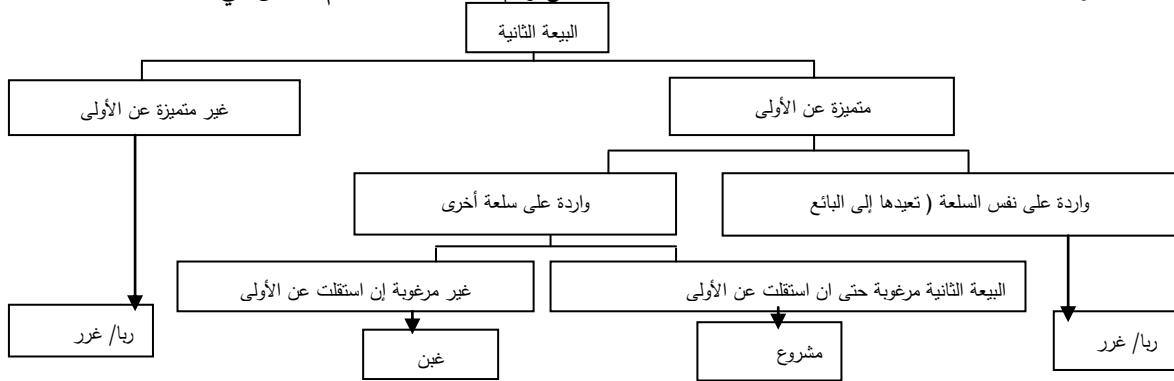 البيعة الثانية
متميزة عن الأولى
غير متميزة عن الأولى
واردة على نفس السلعة ( تعيدها إلى البائع
واردة على سلعة أخرى
البيعة الثانية مرغوبة حتى ان استقلت عن الأولى
غير مرغوبة إن استقلت عن الأولى
ربا/ غرر
مشروع
غبن
ربا/ غرر